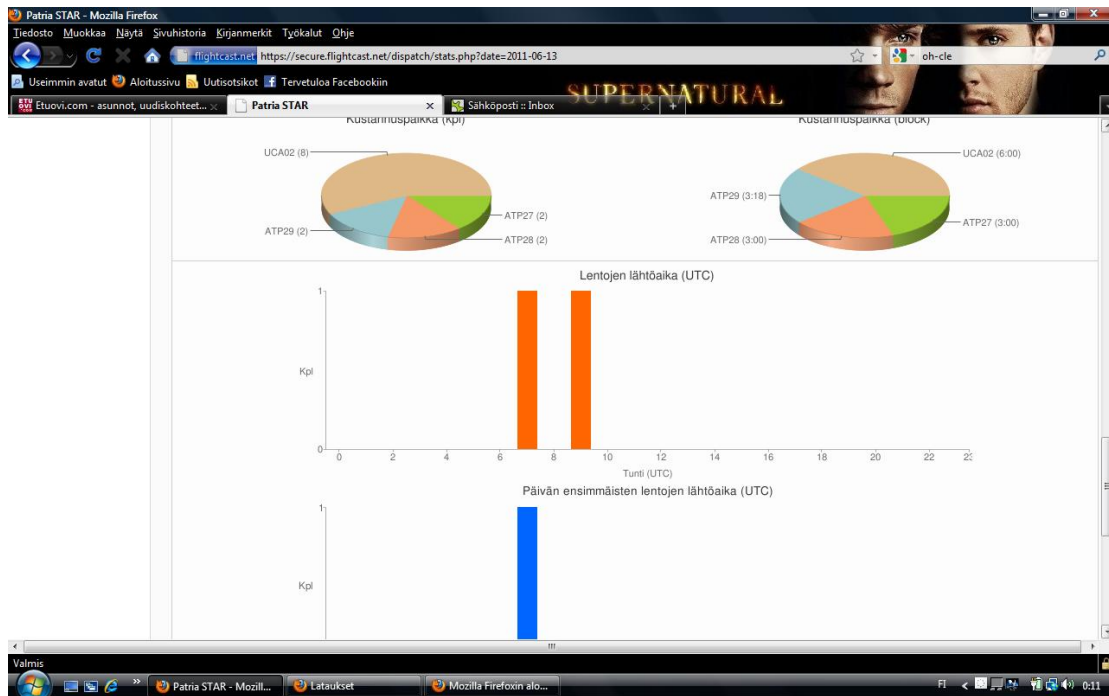 Patria STAR - Mozilla Firefox
Tiedosto Muokkaa Näytä Sivuhistoria Kirjanmerkit Työkalut Ohje
flightcast.net https://secure.flightcast.net/dispatch/stats.php?date=2011-06-13
oh-cle
Useimmin avatut Aloitussivu Uutisotsikot Tervetuloa Facebookiin
SUPERNATURAL
Etuovi.com - asunnot, uudiskohteet...
Patria STAR
Sähköposti :: Inbox
Kustannuspaikka (kpl)
Kustannuspaikka (block)
UCA02 (8)
ATP27 (2)
ATP29 (2)
ATP28 (2)
UCA02 (6:00)
ATP29 (3:18)
ATP27 (3:00)
ATP28 (3:00)
Lentojen lähtöaika (UTC)
1
Kpl
0
0 2 4 6 8 10 12 14 16 18 20 22 23
Tunti (UTC)
Päivän ensimmäisten lentojen lähtöaika (UTC)
1
Kpl
Valmis
Patria STAR - Mozill... Lataukset Mozilla Firefoxin alo... FI 0:11